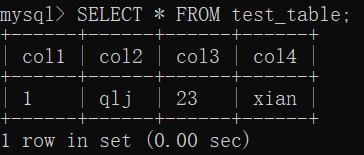 mysql> SELECT * FROM test_table;
+------+------+------+------+
| col1 | col2 | col3 | col4 |
+------+------+------+------+
| 1    | qlj  | 23   | xian |
+------+------+------+------+
1 row in set (0.00 sec)